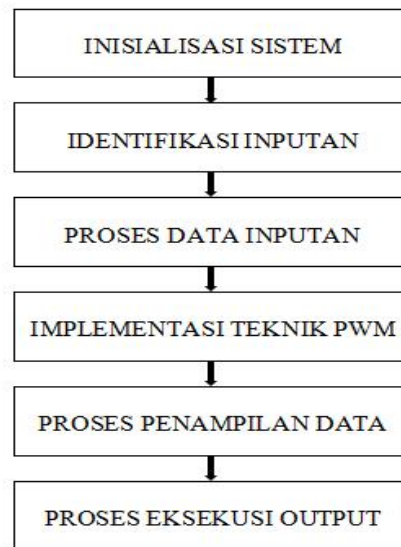 INISIALISASI SISTEM
IDENTIFIKASI INPUTAN
PROSES DATA INPUTAN
IMPLEMENTASI TEKNIK PWM
PROSES PENAMPILAN DATA
PROSES EKSEKUSI OUTPUT